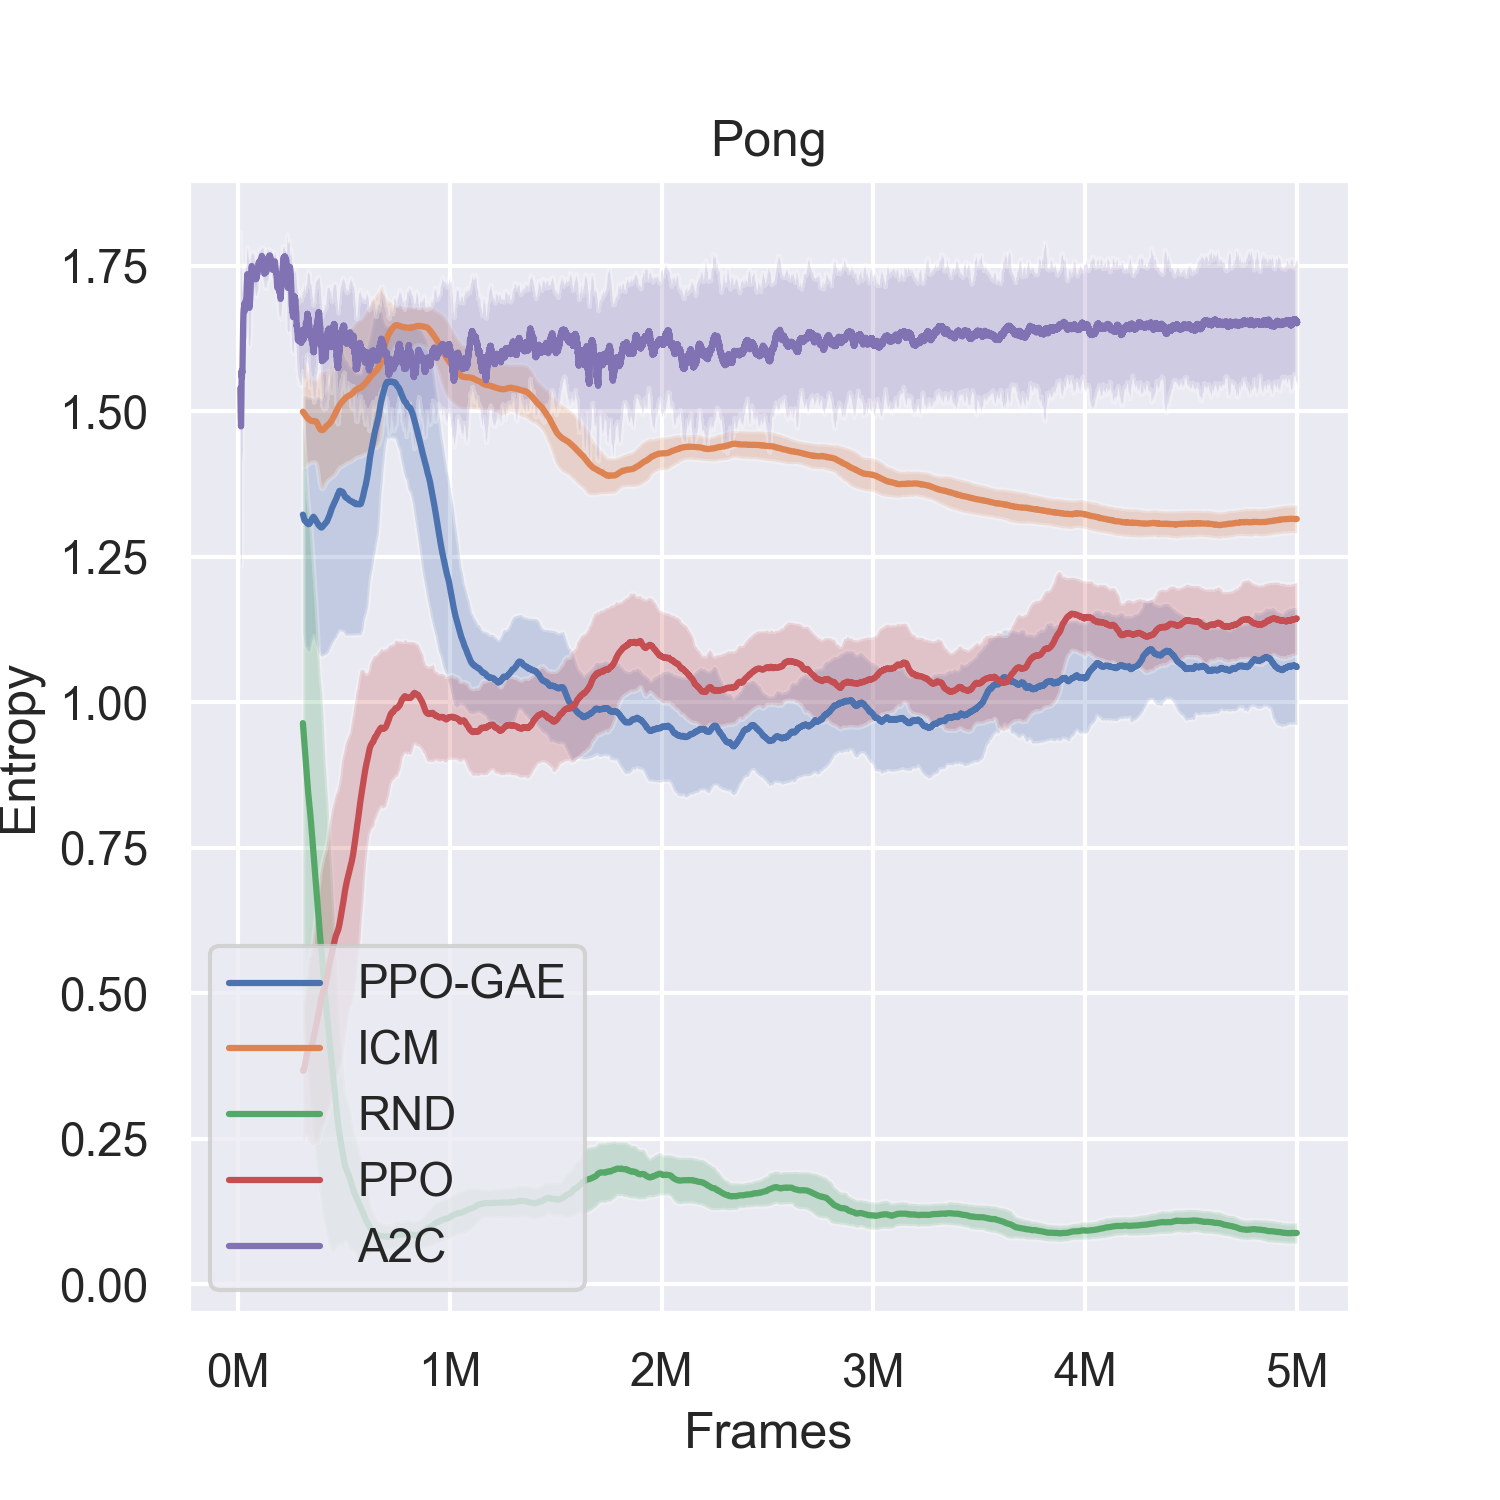 Pong
Entropy
1.75
1.50
1.25
1.00
0.75
0.50
0.25
0.00
PPO-GAE
ICM
RND
PPO
A2C
0M 1M 2M 3M 4M 5M
Frames